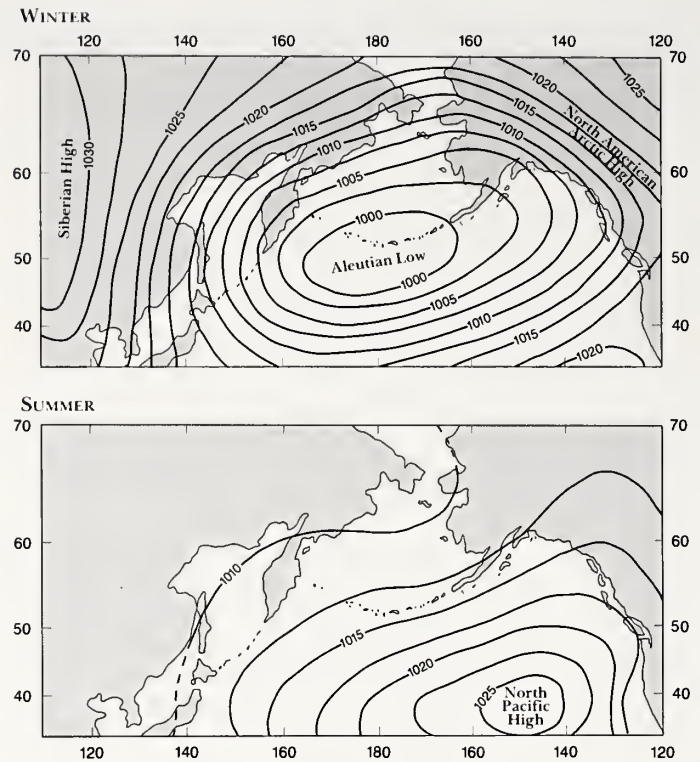 WINTER
120 140 160 180 160 140 120
70 70
1020
1025
1025
1020
1015
1015
1010
1010
1005
1030
Siberian High
North American
Arctic High
60 60
1000
Aleutian Low
1000
50 50
1005
1010
1015
1020
40 40
SUMMER
70 70
60 60
1010
50 50
1015
1020
1025
North
Pacific
High
40 40
120 140 160 180 160 140 120